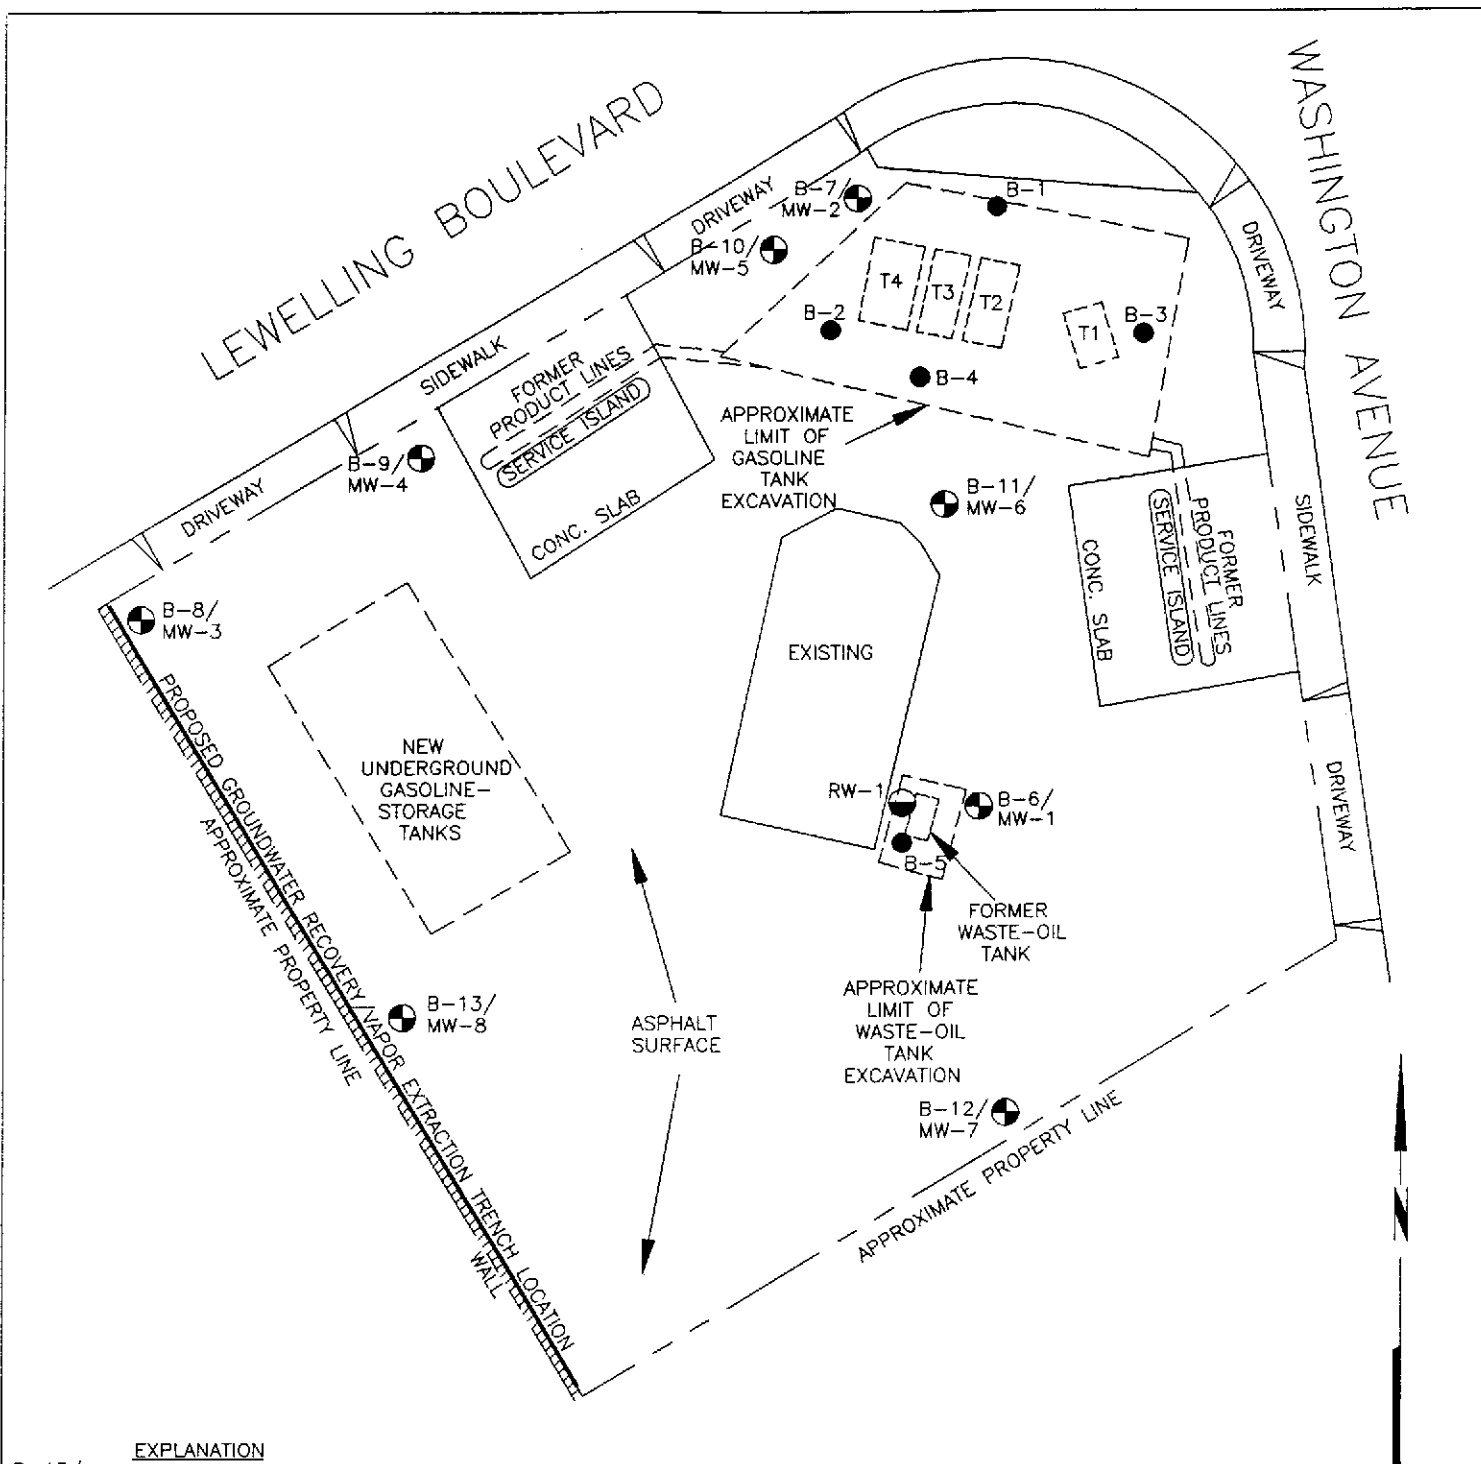 LEWELLING BOULEVARD
WASHINGTON AVENUE
DRIVEWAY
B-7/
MW-2
B-1
B-10/
MW-5
DRIVEWAY
T4
T3
T2
B-2
T1
B-3
SIDEWALK
FORMER
PRODUCT LINES
SERVICE ISLAND
CONC. SLAB
B-4
APPROXIMATE
LIMIT OF
GASOLINE
TANK
EXCAVATION
B-9/
MW-4
DRIVEWAY
B-11/
MW-6
SIDEWALK
FORMER
PRODUCT LINES
SERVICE ISLAND
CONC. SLAB
B-8/
MW-3
EXISTING
NEW
UNDERGROUND
GASOLINE-
STORAGE
TANKS
RW-1
B-6/
MW-1
B-5
DRIVEWAY
FORMER
WASTE-OIL
TANK
PROPOSED GROUNDWATER RECOVERY/VAPOR EXTRACTION TRENCH LOCATION
APPROXIMATE PROPERTY LINE
WALL
B-13/
MW-8
ASPHALT
SURFACE
APPROXIMATE
LIMIT OF
WASTE-OIL
TANK
EXCAVATION
B-12/
MW-7
APPROXIMATE PROPERTY LINE
N
EXPLANATION